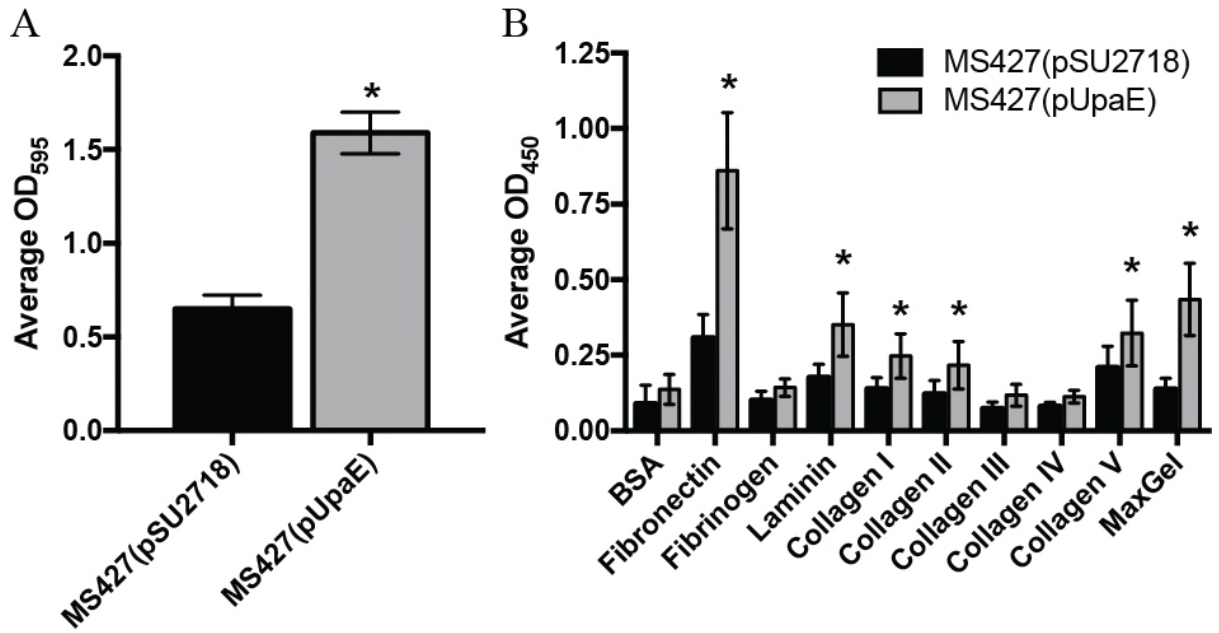 A
Average OD595
2.0
1.5
1.0
0.5
0.0
*
MS427(pSU2718)
MS427(pUpaE)
B
Average OD450
1.25
1.00
0.75
0.50
0.25
0.00
MS427(pSU2718)
MS427(pUpaE)
*
*
*
*
*
*
BSA
Fibronectin
Fibrinogen
Laminin
Collagen I
Collagen II
Collagen III
Collagen IV
Collagen V
MaxGel